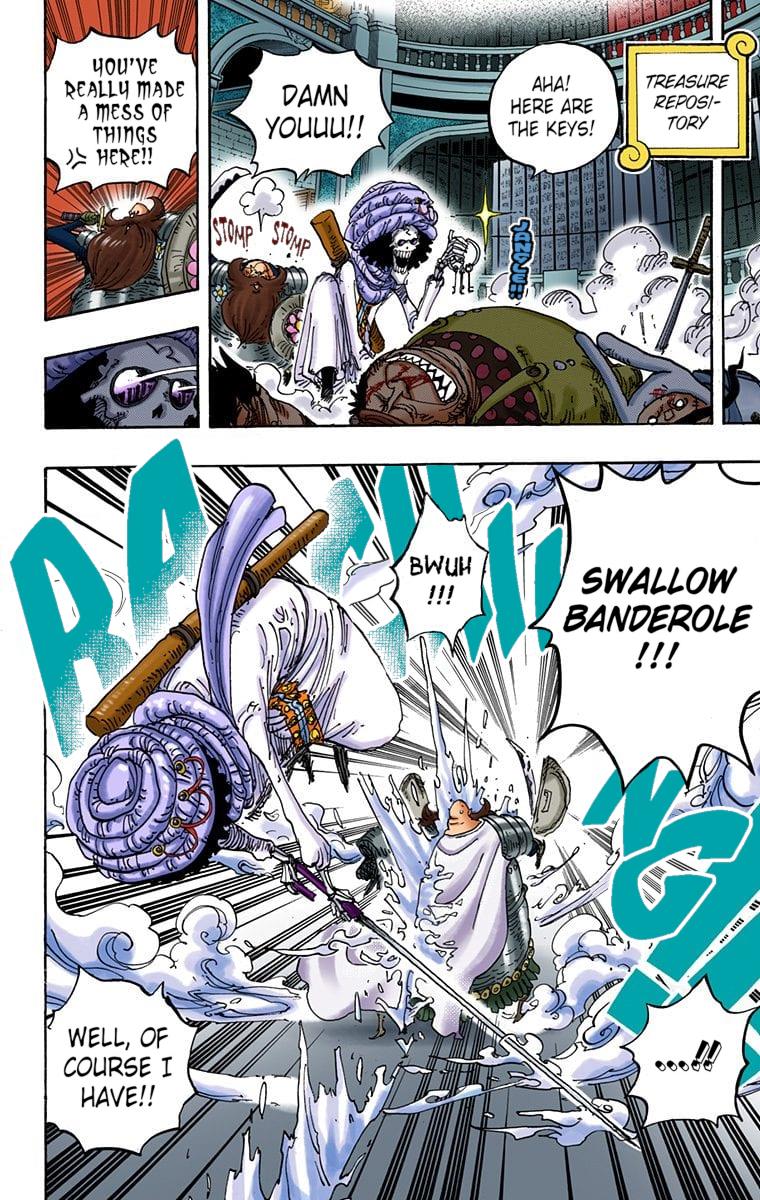 TREASURE
REPOSI-
TORY
AHA!
HERE ARE
THE KEYS!
DAMN
YOUUU!!
STOMP
STOMP
YOU'VE
REALLY MADE
A MESS OF
THINGS
HERE!!
SWALLOW
BANDEROLE
!!!
BWUH
!!!
...!!
WELL, OF
COURSE I
HAVE!!